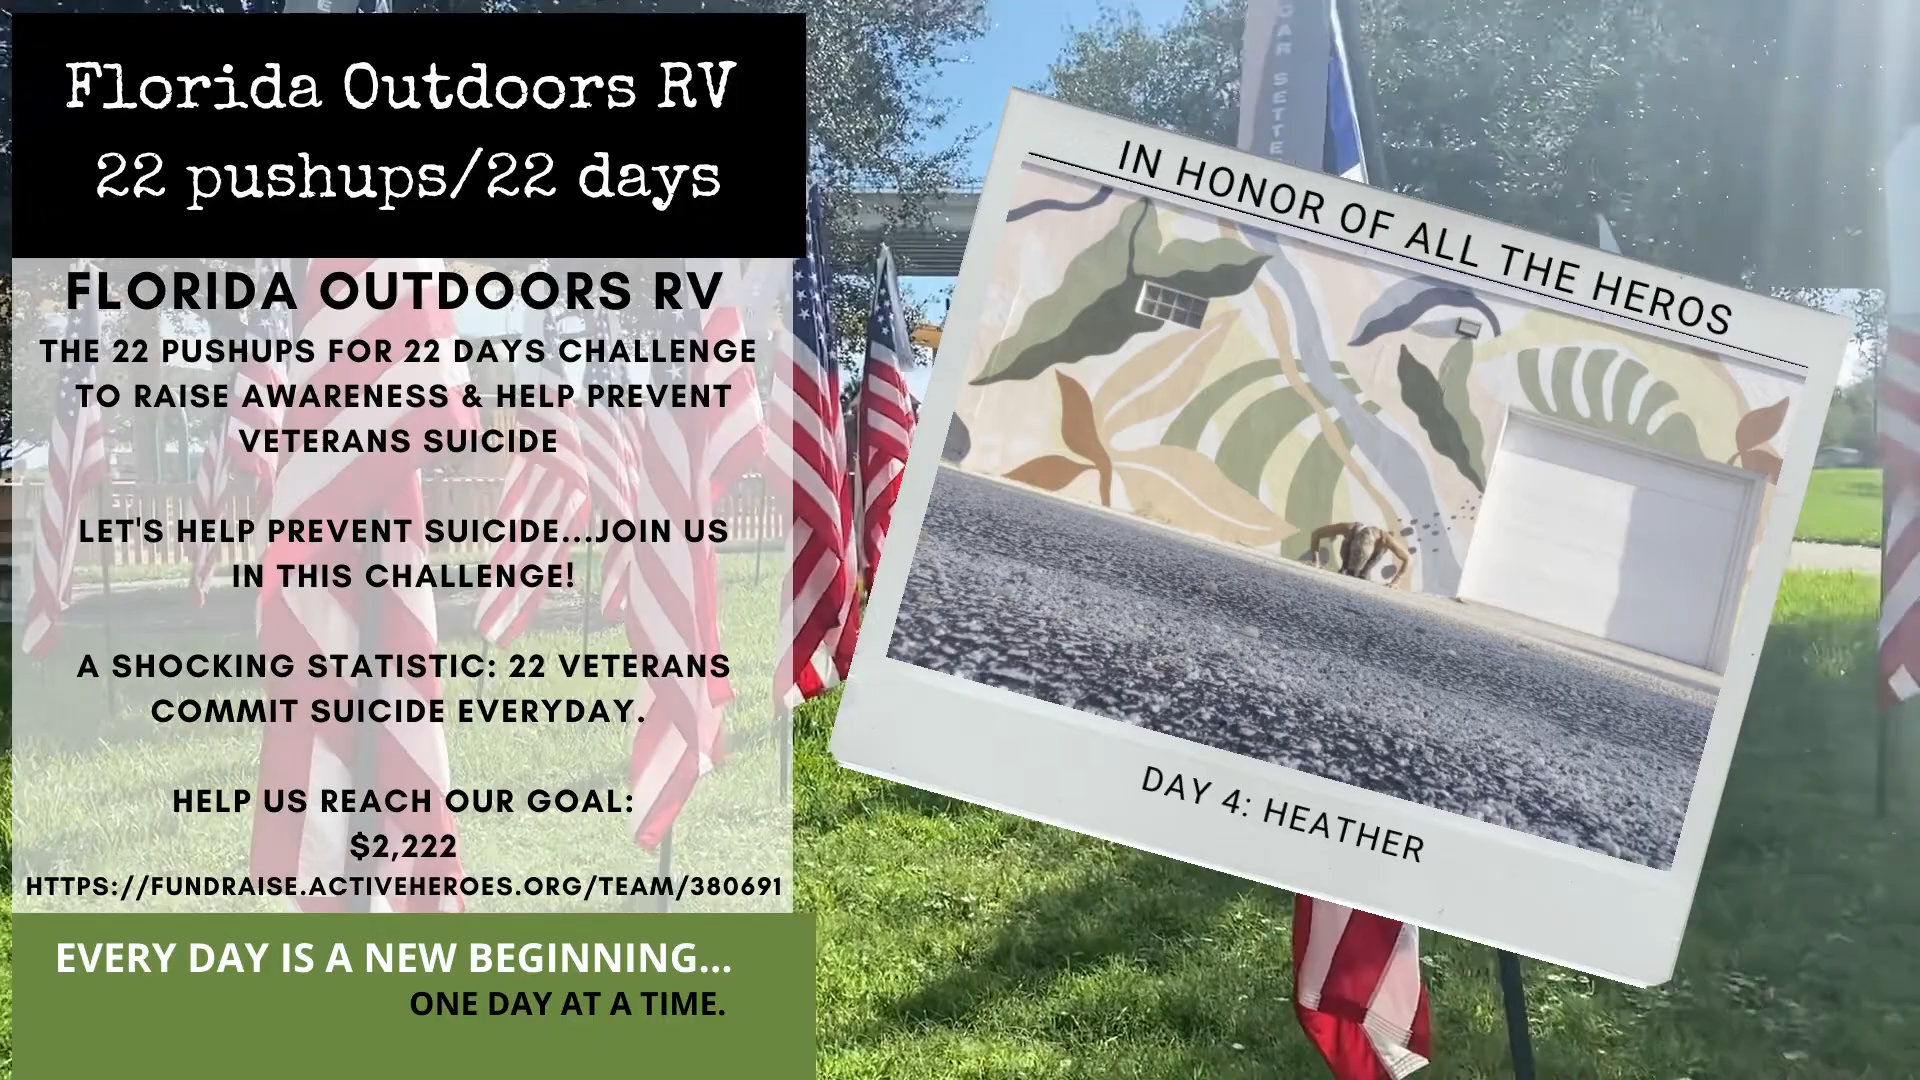 Florida Outdoors RV
22 pushups/22 days
FLORIDA OUTDOORS RV
THE 22 PUSHUPS FOR 22 DAYS CHALLENGE
TO RAISE AWARENESS & HELP PREVENT
VETERANS SUICIDE
LET'S HELP PREVENT SUICIDE...JOIN US
IN THIS CHALLENGE!
A SHOCKING STATISTIC: 22 VETERANS
COMMIT SUICIDE EVERYDAY.
HELP US REACH OUR GOAL:
$2,222
HTTPS://FUNDRAISE.ACTIVEHEROES.ORG/TEAM/380691
EVERY DAY IS A NEW BEGINNING...
ONE DAY AT A TIME.
IN HONOR OF ALL THE HEROS
DAY 4: HEATHER